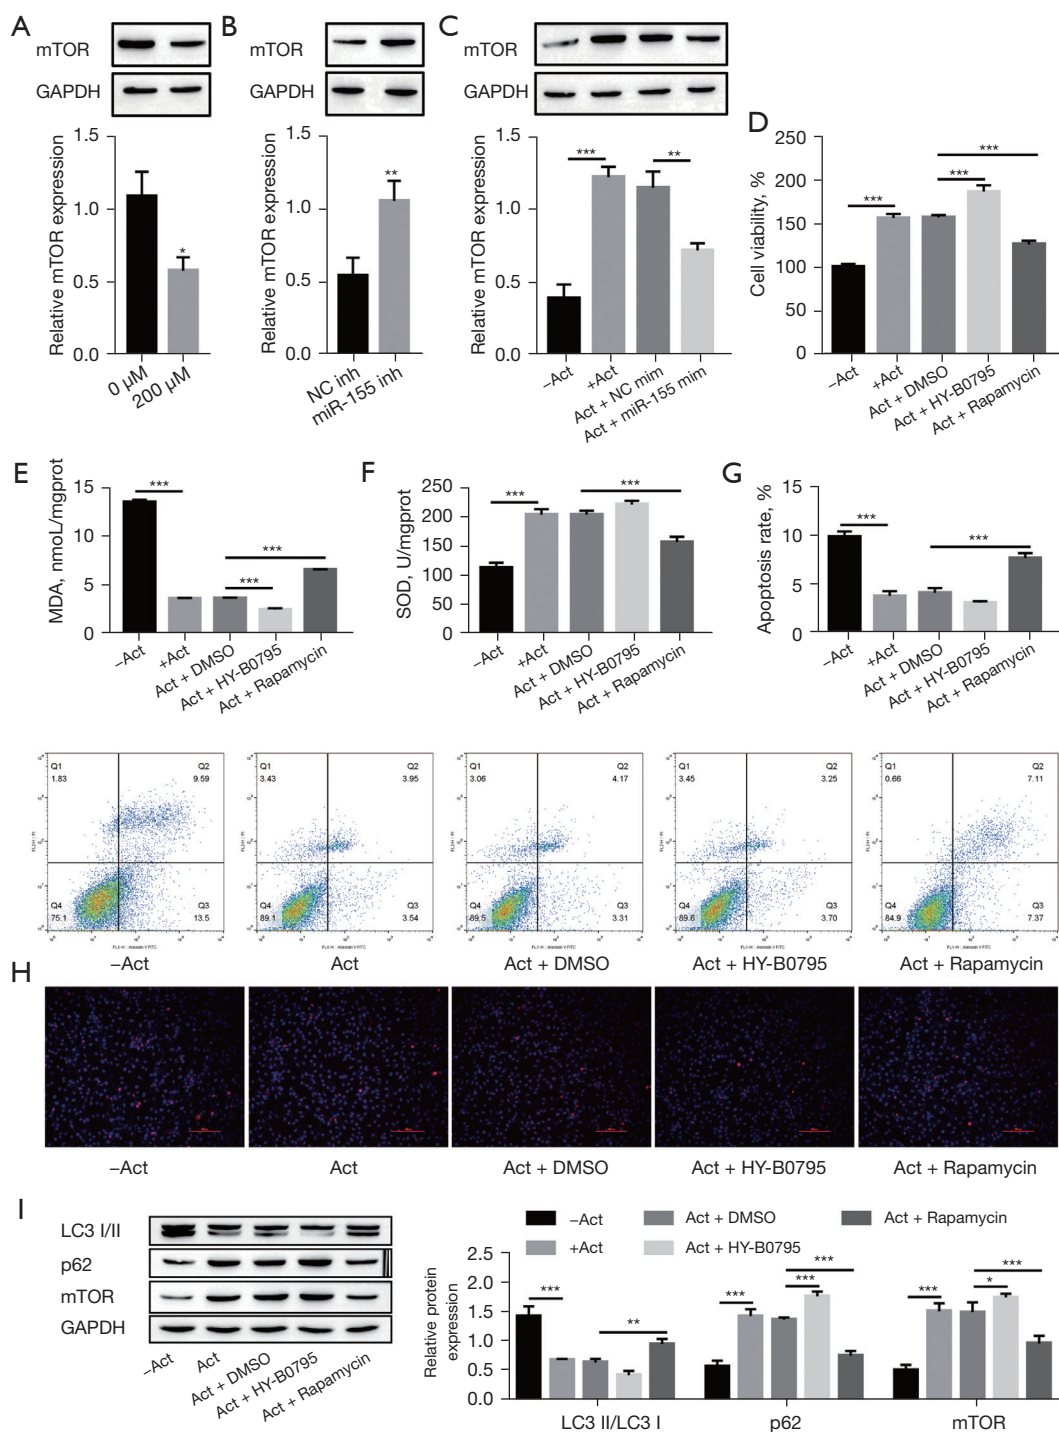 A
mTOR
GAPDH
Relative mTOR expression
1.5
1.0
0.5
0.0
*
0 μM
200 μM
B
mTOR
GAPDH
Relative mTOR expression
1.5
1.0
0.5
0.0
**
NC inh
miR-155 inh
C
mTOR
GAPDH
Relative mTOR expression
1.5
1.0
0.5
0.0
***
**
–Act
+Act
Act + NC mim
Act + miR-155 mim
D
Cell viability, %
250
200
150
100
50
0
***
***
***
–Act
+Act
Act + DMSO
Act + HY-B0795
Act + Rapamycin
E
MDA, nmoL/mgprot
15
10
5
0
***
***
***
–Act
+Act
Act + DMSO
Act + HY-B0795
Act + Rapamycin
F
SOD, U/mgprot
250
200
150
100
50
0
***
***
–Act
+Act
Act + DMSO
Act + HY-B0795
Act + Rapamycin
G
Apoptosis rate, %
15
10
5
0
***
***
–Act
+Act
Act + DMSO
Act + HY-B0795
Act + Rapamycin
Q1 Q2
1.83 9.59
Q4 Q3
75.1 13.5
Q1 Q2
3.43 3.95
Q4 Q3
89.1 3.54
Q1 Q2
3.06 4.17
Q4 Q3
89.5 3.31
Q1 Q2
3.45 3.25
Q4 Q3
89.6 3.70
Q1 Q2
0.66 7.11
Q4 Q3
84.9 7.37
–Act Act Act + DMSO Act + HY-B0795 Act + Rapamycin
H
–Act Act Act + DMSO Act + HY-B0795 Act + Rapamycin
I
LC3 I/II
p62
mTOR
GAPDH
–Act
Act
Act + DMSO
Act + HY-B0795
Act + Rapamycin
–Act Act + DMSO Act + Rapamycin
+Act Act + HY-B0795
Relative protein
expression
2.5
2.0
1.5
1.0
0.5
0.0
***
**
***
***
***
***
*
***
LC3 II/LC3 I p62 mTOR